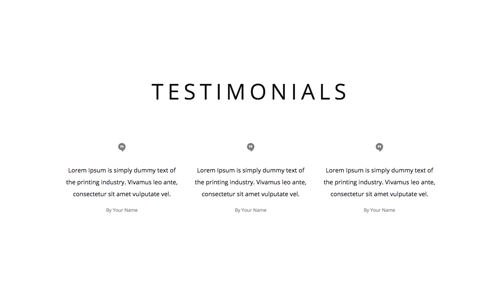 TESTIMONIALS
Lorem Ipsum is simply dummy text of
the printing industry. Vivamus leo ante,
consectetur sit amet vulputate vel.
By Your Name
Lorem Ipsum is simply dummy text of
the printing industry. Vivamus leo ante,
consectetur sit amet vulputate vel.
By Your Name
Lorem Ipsum is simply dummy text of
the printing industry. Vivamus leo ante,
consectetur sit amet vulputate vel.
By Your Name